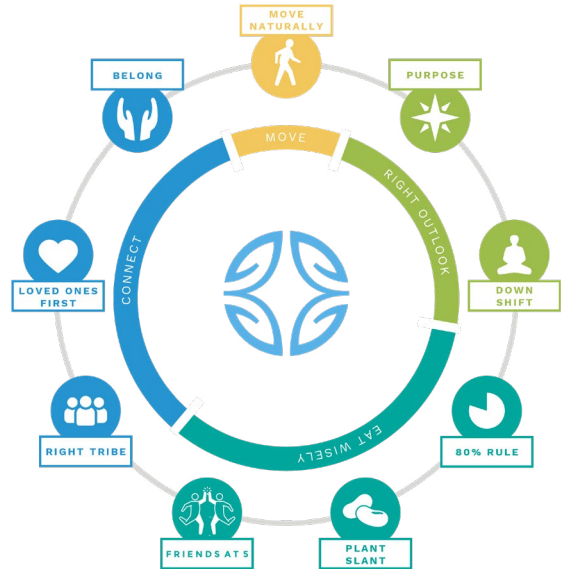 MOVE
NATURALLY
BELONG
PURPOSE
MOVE
RIGHT OUTLOOK
CONNECT
LOVED ONES
FIRST
DOWN
SHIFT
EAT WISELY
RIGHT TRIBE
80% RULE
FRIENDS AT 5
PLANT
SLANT